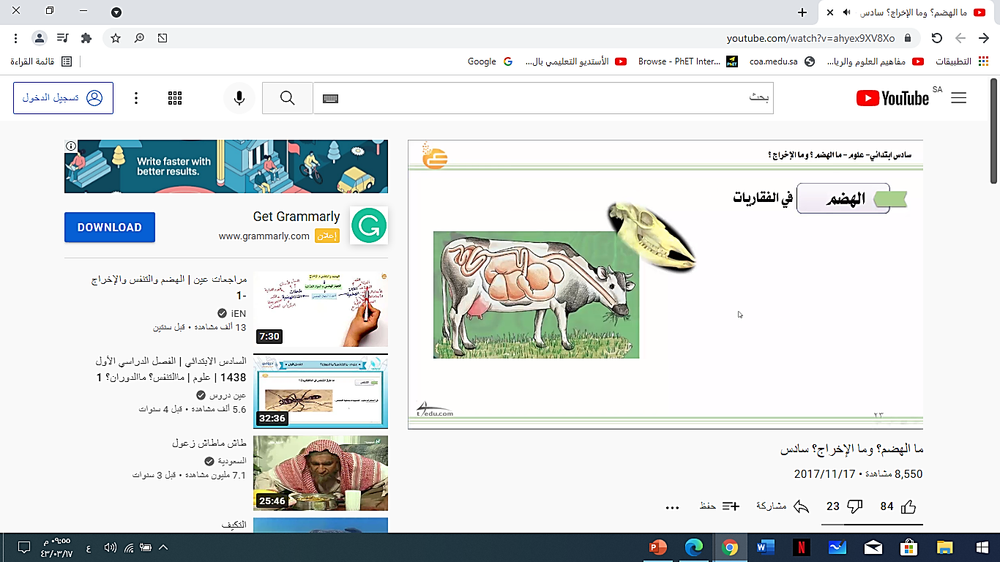 ما الهضم؟ وما الإخراج؟ سادس
youtube.com/watch?v=ahyex9XV8Xo
التطبيقات
مفاهيم العلوم والريا...
coa.medu.sa
Browse - PhET Inter...
الأستديو التعليمي بال...
Google
قائمة القراءة
YouTube SA
بحث
تسجيل الدخول
سادس ابتدائي- علوم - ما الهضم ؟ وما الإخراج ؟
الهضم في الفقاريات
t4edu.com
٢٣
ما الهضم؟ وما الإخراج؟ سادس
8,550 مشاهدة • 2017/11/17
84
23
مشاركة
حفظ
Write faster with
better results.
Get Grammarly
إعلان www.grammarly.com
DOWNLOAD
مراجعات عين | الهضم والتنفس والإخراج
-1
iEN
13 ألف مشاهدة • قبل سنتين
7:30
السادس الابتدائي | الفصل الدراسي الأول
1438 | علوم | ماالتنفس؟ ماالدوران؟ 1
عين دروس
5.6 ألف مشاهدة • قبل 4 سنوات
32:36
طاش ماطاش زعول
السعودية
7.1 مليون مشاهدة • قبل 3 سنوات
25:46
التكيف
ع
٠٩:٥٥ م
٤٣/٠٣/١٧